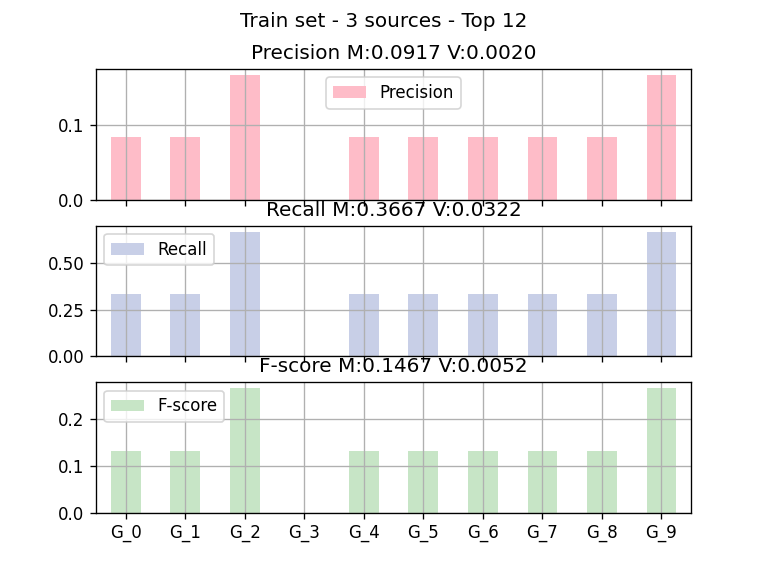 Train set - 3 sources - Top 12
Precision M:0.0917 V:0.0020
Precision
0.1
0.0
Recall M:0.3667 V:0.0322
Recall
0.50
0.25
0.00
F-score M:0.1467 V:0.0052
F-score
0.2
0.1
0.0
G_0 G_1 G_2 G_3 G_4 G_5 G_6 G_7 G_8 G_9